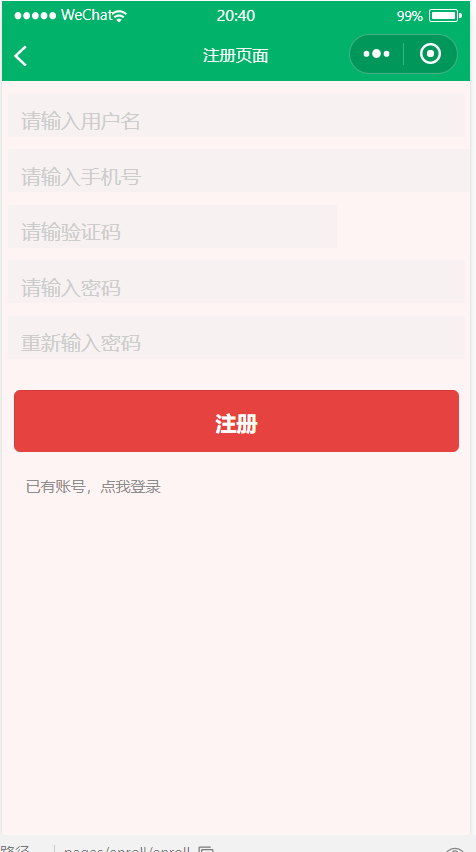 WeChat 20:40 99%
注册页面
请输入用户名
请输入手机号
请输验证码
请输入密码
重新输入密码
注册
已有账号，点我登录
路径 pages/enroll/enroll